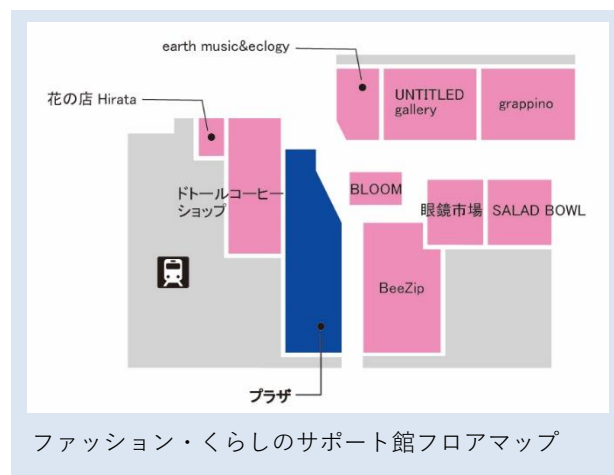 earth music&eclogy
花の店 Hirata
UNTITLED
gallery
grappino
ドトールコーヒー
ショップ
BLOOM
眼鏡市場
SALAD BOWL
BeeZip
プラザ
ファッション・くらしのサポート館フロアマップ